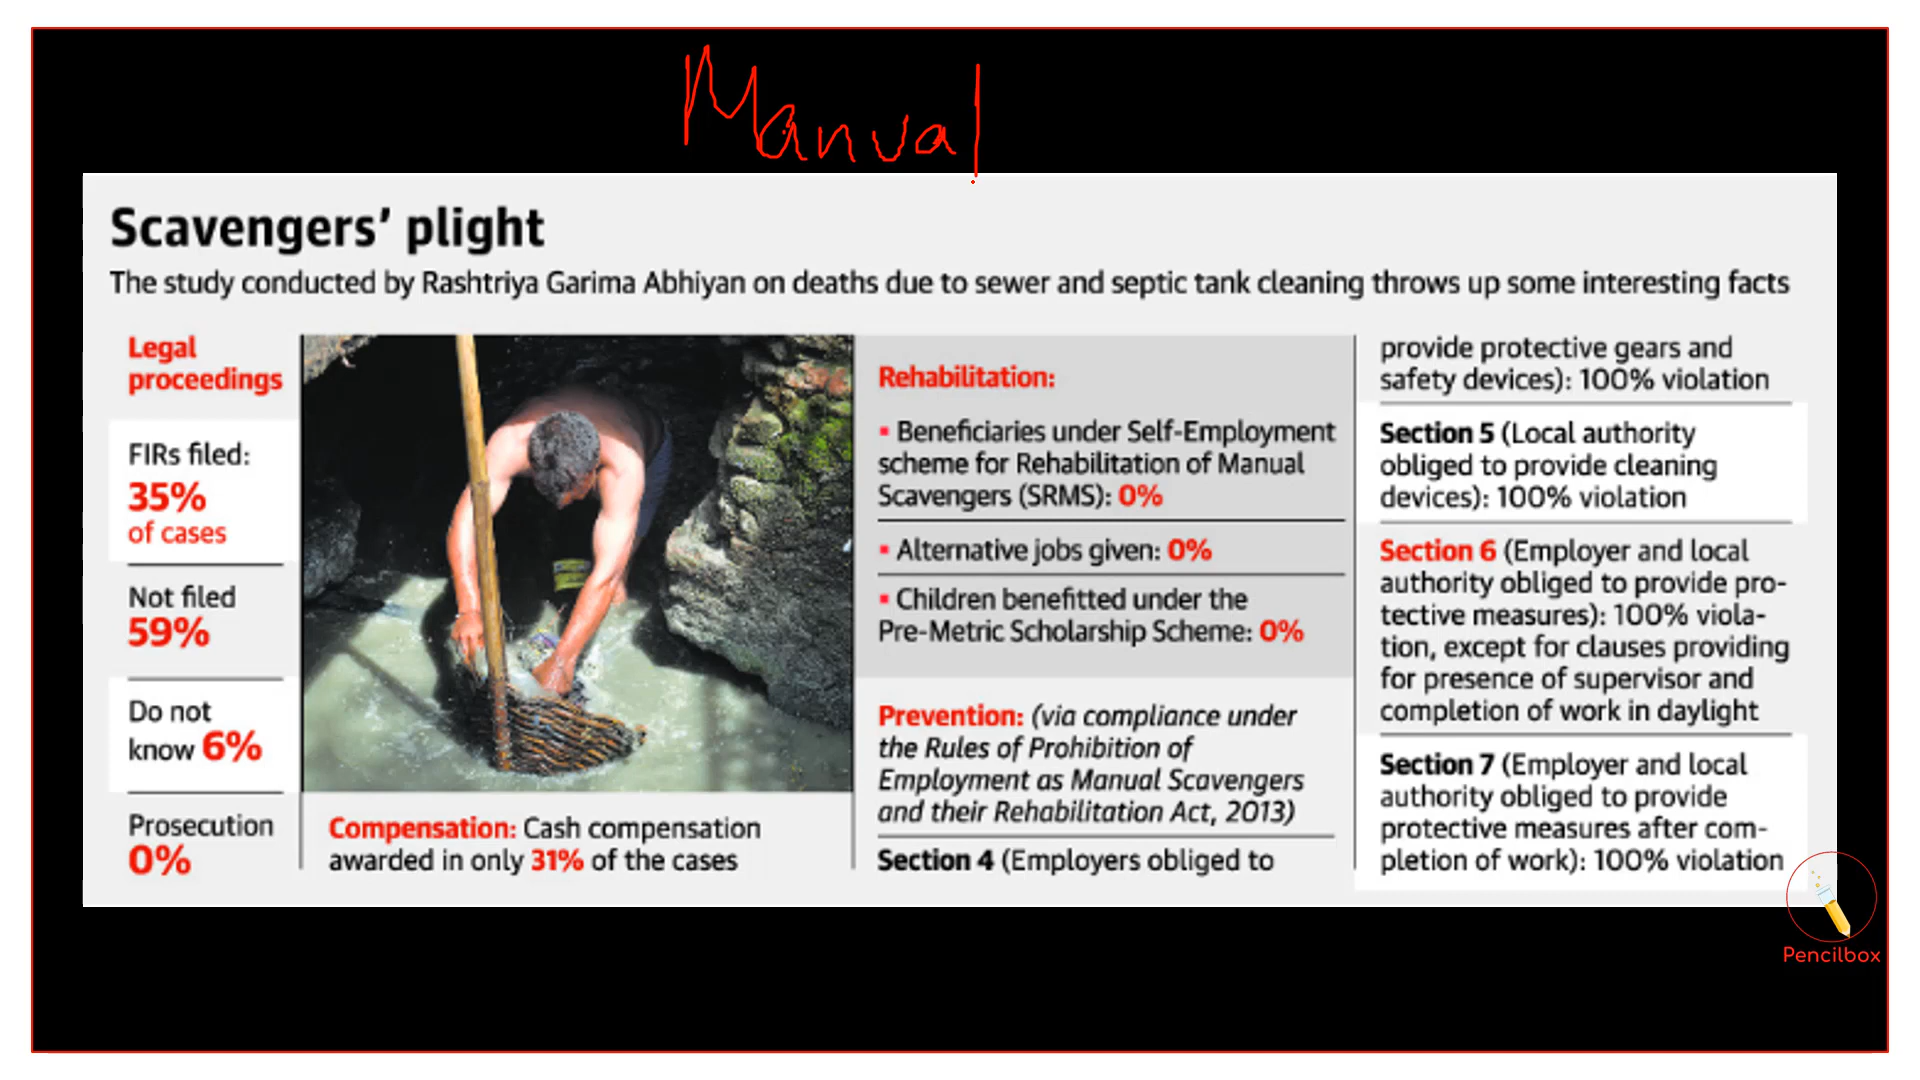 Manual
Scavengers’ plight
The study conducted by Rashtriya Garima Abhiyan on deaths due to sewer and septic tank cleaning throws up some interesting facts
Legal
proceedings
FIRs filed:
35%
of cases
Not filed
59%
Do not
know 6%
Prosecution
0%
Compensation: Cash compensation
awarded in only 31% of the cases
Rehabilitation:
▪ Beneficiaries under Self-Employment
scheme for Rehabilitation of Manual
Scavengers (SRMS): 0%
▪ Alternative jobs given: 0%
▪ Children benefitted under the
Pre-Metric Scholarship Scheme: 0%
Prevention: (via compliance under
the Rules of Prohibition of
Employment as Manual Scavengers
and their Rehabilitation Act, 2013)
Section 4 (Employers obliged to
provide protective gears and
safety devices): 100% violation
Section 5 (Local authority
obliged to provide cleaning
devices): 100% violation
Section 6 (Employer and local
authority obliged to provide pro-
tective measures): 100% viola-
tion, except for clauses providing
for presence of supervisor and
completion of work in daylight
Section 7 (Employer and local
authority obliged to provide
protective measures after com-
pletion of work): 100% violation
Pencilbox